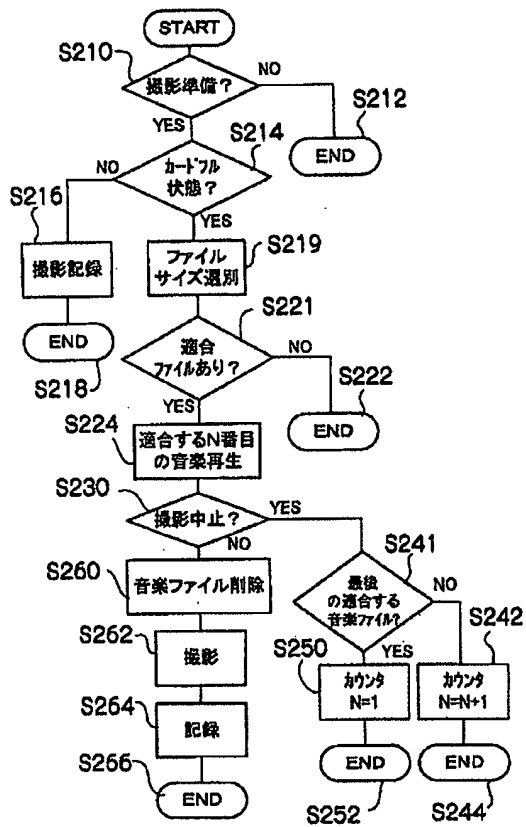 START
S210
撮影準備?
NO
YES
S212
END
S214
NO
カードフル
状態?
YES
S216
撮影記録
END
S218
S219
ファイル
サイズ選別
S221
適合
ファイルあり?
NO
YES
S222
END
S224
適合するN番目
の音楽再生
S230
撮影中止?
YES
NO
S241
最後
の適合する
音楽ファイル?
NO
YES
S242
カウンタ
N=N+1
END
S244
S250
カウンタ
N=1
END
S252
S260
音楽ファイル削除
S262
撮影
S264
記録
S266
END